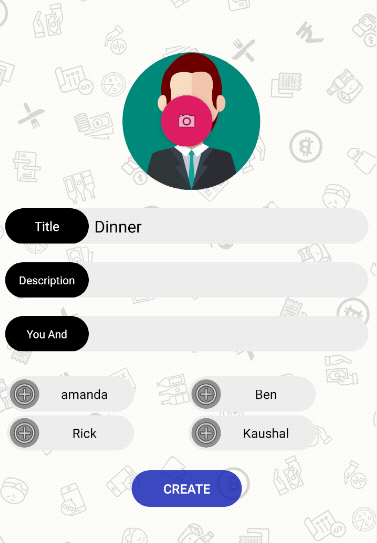 Title Dinner
Description
You And
amanda Ben
Rick Kaushal
CREATE